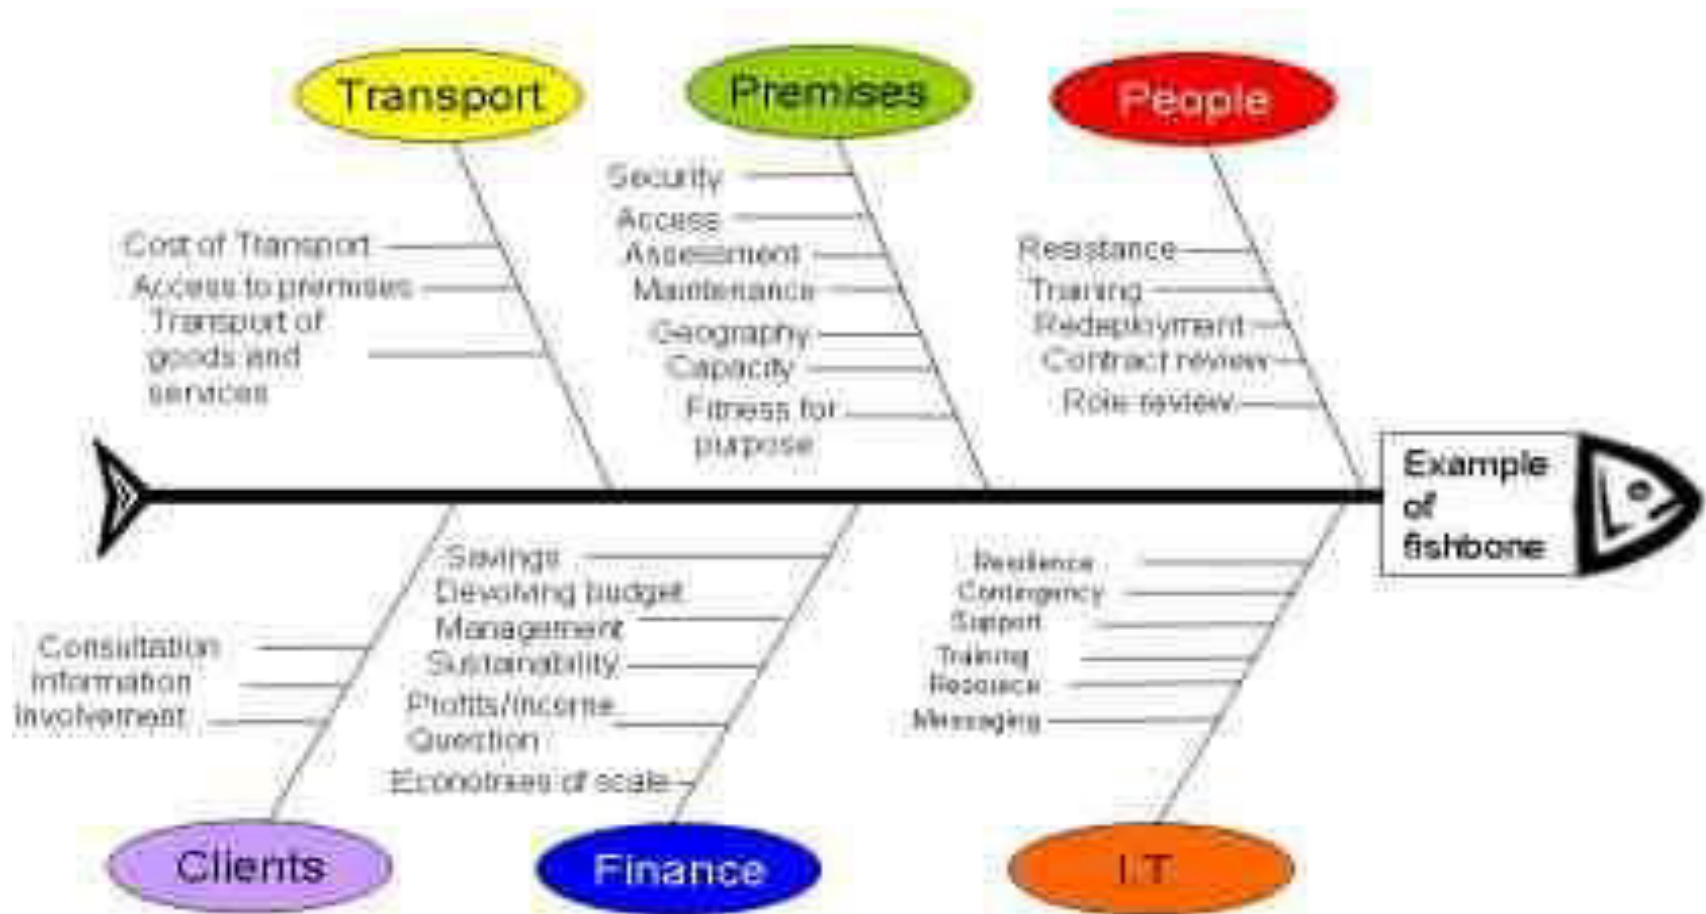 Transport
Premises
People
Cost of Transport
Access to premises
Transport of
goods and
services
Security
Access
Assessment
Maintenance
Geography
Capacity
Fitness for
purpose
Resistance
Training
Redeployment
Contract review
Role review
Example
of
fishbone
Consultation
Information
Involvement
Savings
Devolving budget
Management
Sustainability
Profits/income
Question
Economies of scale
Resilience
Contingency
Support
Training
Resource
Messaging
Clients
Finance
I.T